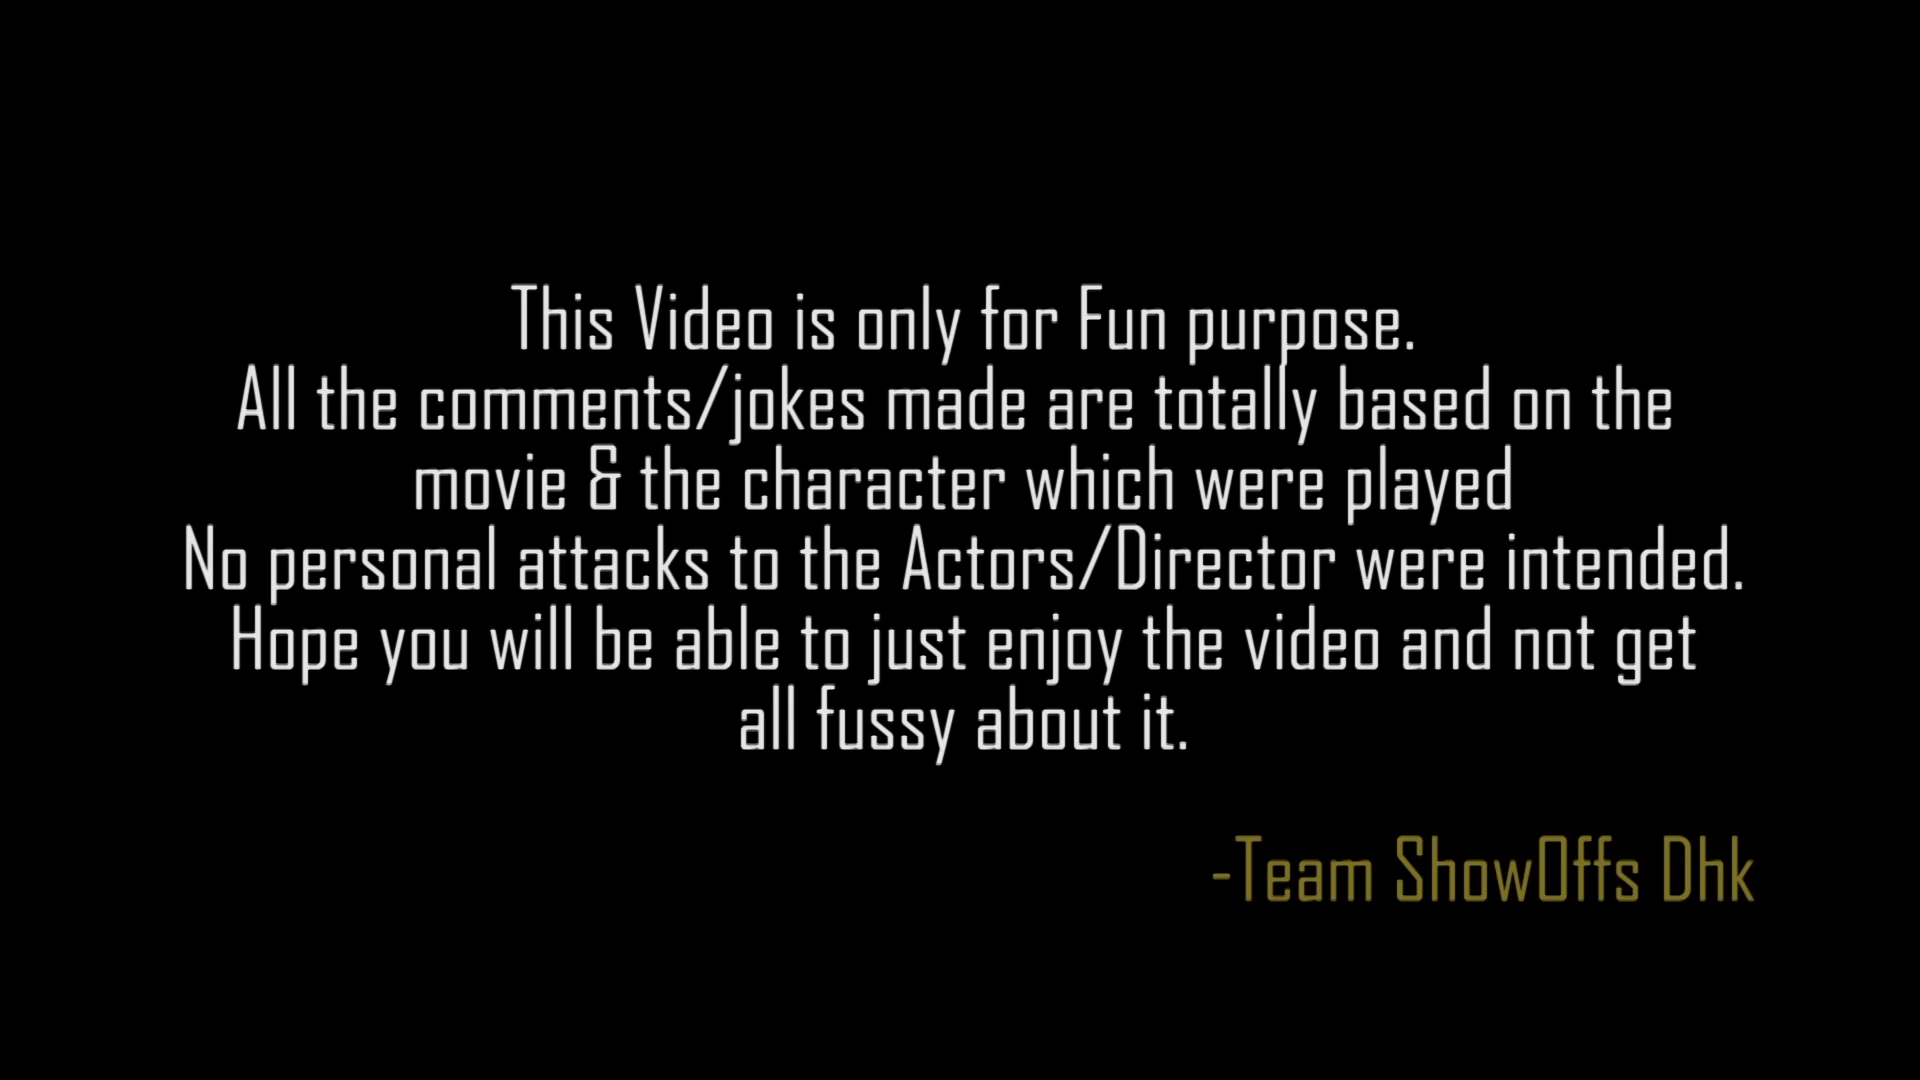 This Video is only for Fun purpose.
All the comments/jokes made are totally based on the
movie & the character which were played
No personal attacks to the Actors/Director were intended.
Hope you will be able to just enjoy the video and not get
all fussy about it.
-Team ShowOffs Dhk